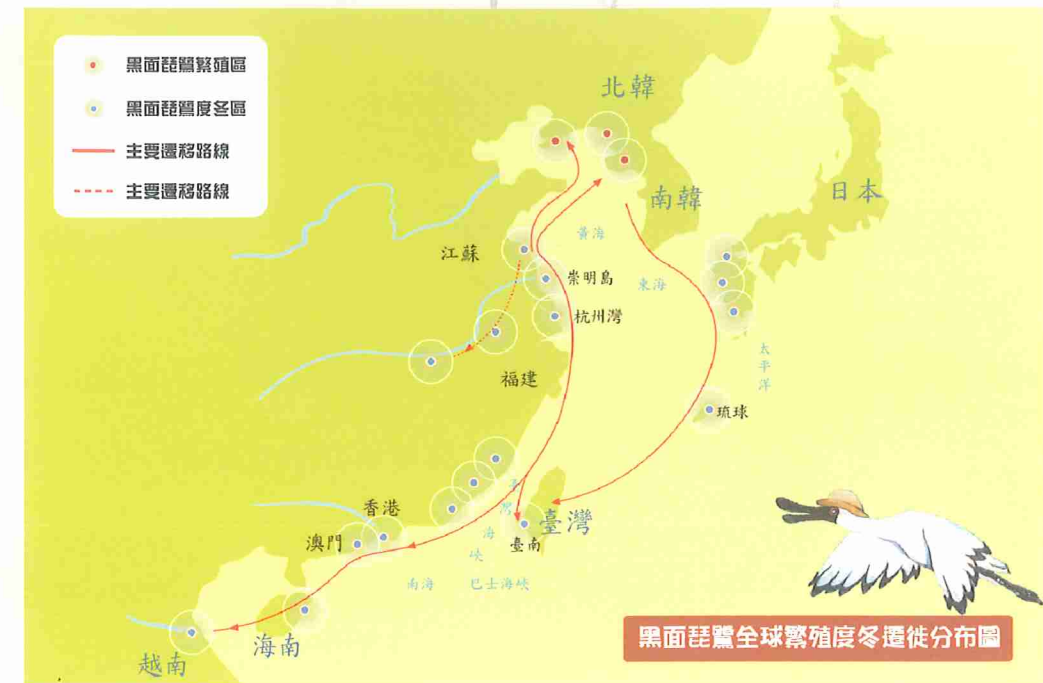 黑面琵鷺繁殖區
黑面琵鷺度冬區
主要遷移路線
主要遷移路線
北韓
南韓
日本
黃海
江蘇
崇明島
東海
杭州灣
太平洋
福建
琉球
臺灣海峽
香港
澳門
臺灣
臺南
南海
巴士海峽
海南
越南
黑面琵鷺全球繁殖度冬遷徙分布圖